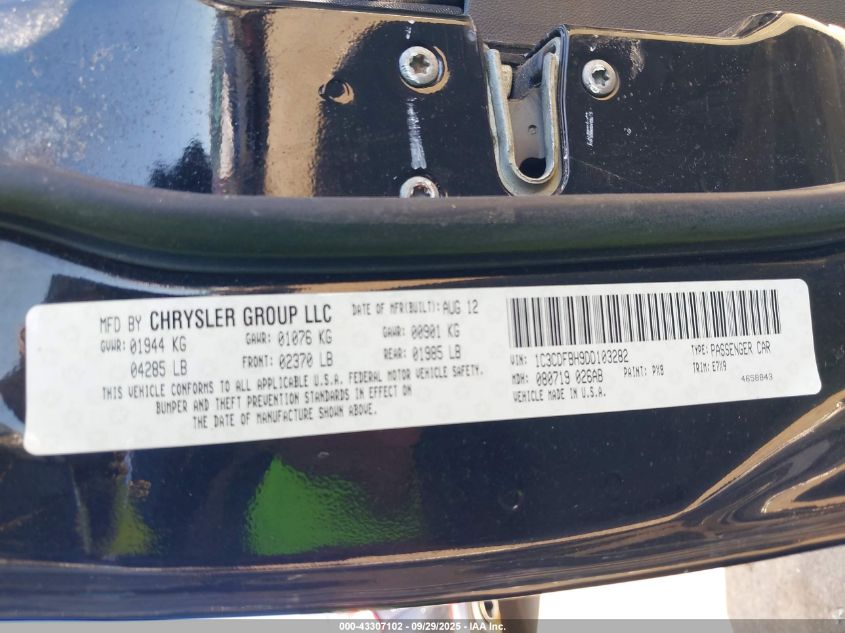 MFD BY CHRYSLER GROUP LLC
DATE OF MFR(BUILT): AUG 12
GVWR: 01944 KG
GAWR: 01076 KG
GAWR: 00901 KG
04285 LB
FRONT: 02370 LB
REAR: 01985 LB
THIS VEHICLE CONFORMS TO ALL APPLICABLE U.S.A. FEDERAL MOTOR VEHICLE SAFETY,
BUMPER AND THEFT PREVENTION STANDARDS IN EFFECT ON
THE DATE OF MANUFACTURE SHOWN ABOVE.
VIN: 1C3CDFBH9DD103282
TYPE: PASSENGER CAR
MDH: 080719 026AB
PAINT: PX8
TRIM: E7X9
VEHICLE MADE IN U.S.A.
4656843
000-43307102 - 09/29/2025 - IAA Inc.